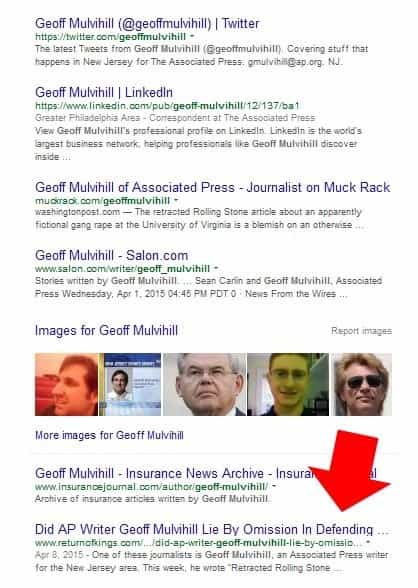 Geoff Mulvihill (@geoffmulvihill) | Twitter
https://twitter.com/geoffmulvihill
The latest Tweets from Geoff Mulvihill (@geoffmulvihill). Covering stuff that
happens in New Jersey for The Associated Press. gmulvihill@ap.org. NJ.
Geoff Mulvihill | LinkedIn
https://www.linkedin.com/pub/geoff-mulvihill/12/137/ba1
Greater Philadelphia Area - Correspondent at The Associated Press
View Geoff Mulvihill's professional profile on LinkedIn. LinkedIn is the world's
largest business network, helping professionals like Geoff Mulvihill discover
inside ...
Geoff Mulvihill of Associated Press - Journalist on Muck Rack
muckrack.com/geoffmulvihill
washingtonpost.com — The retracted Rolling Stone article about an apparently
fictional gang rape at the University of Virginia is a blemish on an otherwise ...
Geoff Mulvihill - Salon.com
www.salon.com/writer/geoff_mulvihill
Stories written by Geoff Mulvihill. ... Sean Carlin and Geoff Mulvihill, Associated
Press Wednesday, Apr 1, 2015 04:45 PM PDT 0 · News From the Wires ...
Images for Geoff Mulvihill
Report images
More images for Geoff Mulvihill
Geoff Mulvihill - Insurance News Archive -
www.insurancejournal.com/author/geoff-mulvihill/
Archive of insurance articles written by Geoff Mulvihill.
Did AP Writer Geoff Mulvihill Lie By Omission In Defending ...
www.returnofkings.com/.../did-ap-writer-geoff-mulvihill-lie-by-omissio...
Apr 8, 2015 - One of these journalists is Geoff Mulvihill, an Associated Press writer
for the New Jersey area. This week, he wrote "Retracted Rolling Stone ...